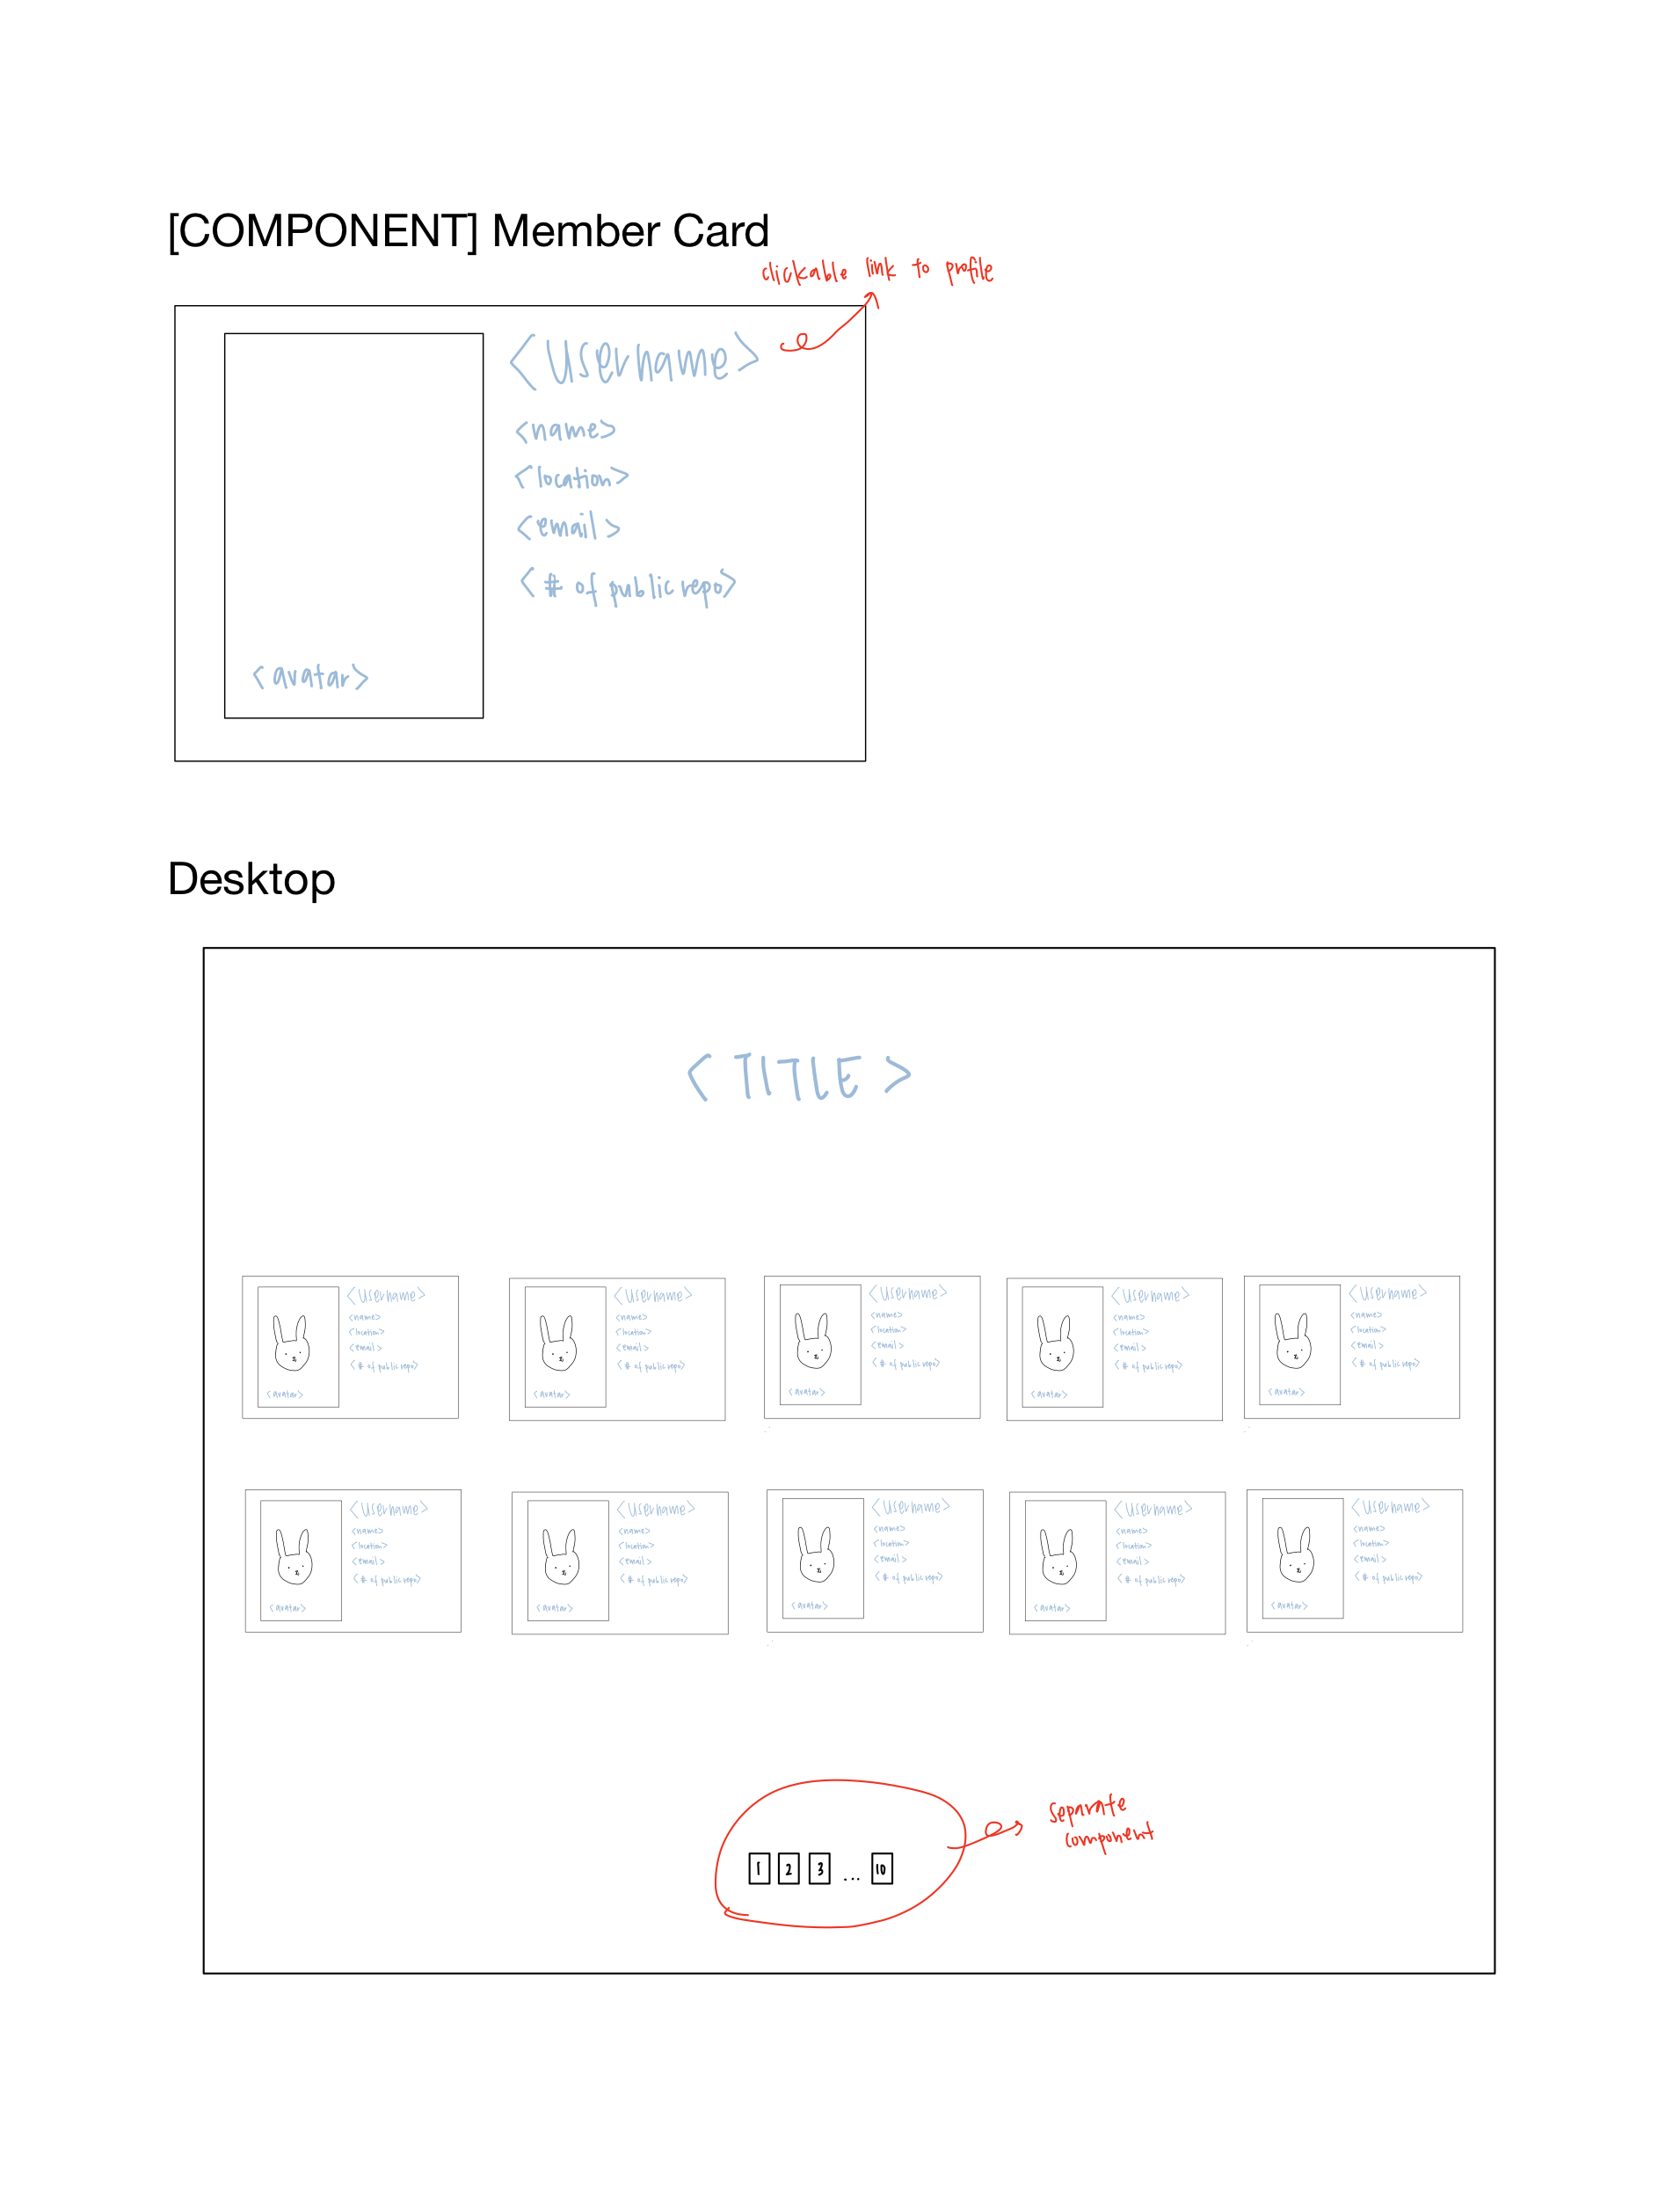 [COMPONENT] Member Card
clickable link to profile
<Username>
<name>
<location>
<email>
<# of public repo>
<avatar>
Desktop
<TITLE>
<Username>
<name>
<location>
<email>
<# of public repo>
<avatar>
<Username>
<name>
<location>
<email>
<# of public repo>
<avatar>
<Username>
<name>
<location>
<email>
<# of public repo>
<avatar>
<Username>
<name>
<location>
<email>
<# of public repo>
<avatar>
<Username>
<name>
<location>
<email>
<# of public repo>
<avatar>
<Username>
<name>
<location>
<email>
<# of public repo>
<avatar>
<Username>
<name>
<location>
<email>
<# of public repo>
<avatar>
<Username>
<name>
<location>
<email>
<# of public repo>
<avatar>
<Username>
<name>
<location>
<email>
<# of public repo>
<avatar>
<Username>
<name>
<location>
<email>
<# of public repo>
<avatar>
separate
component
1 2 3 ... 10